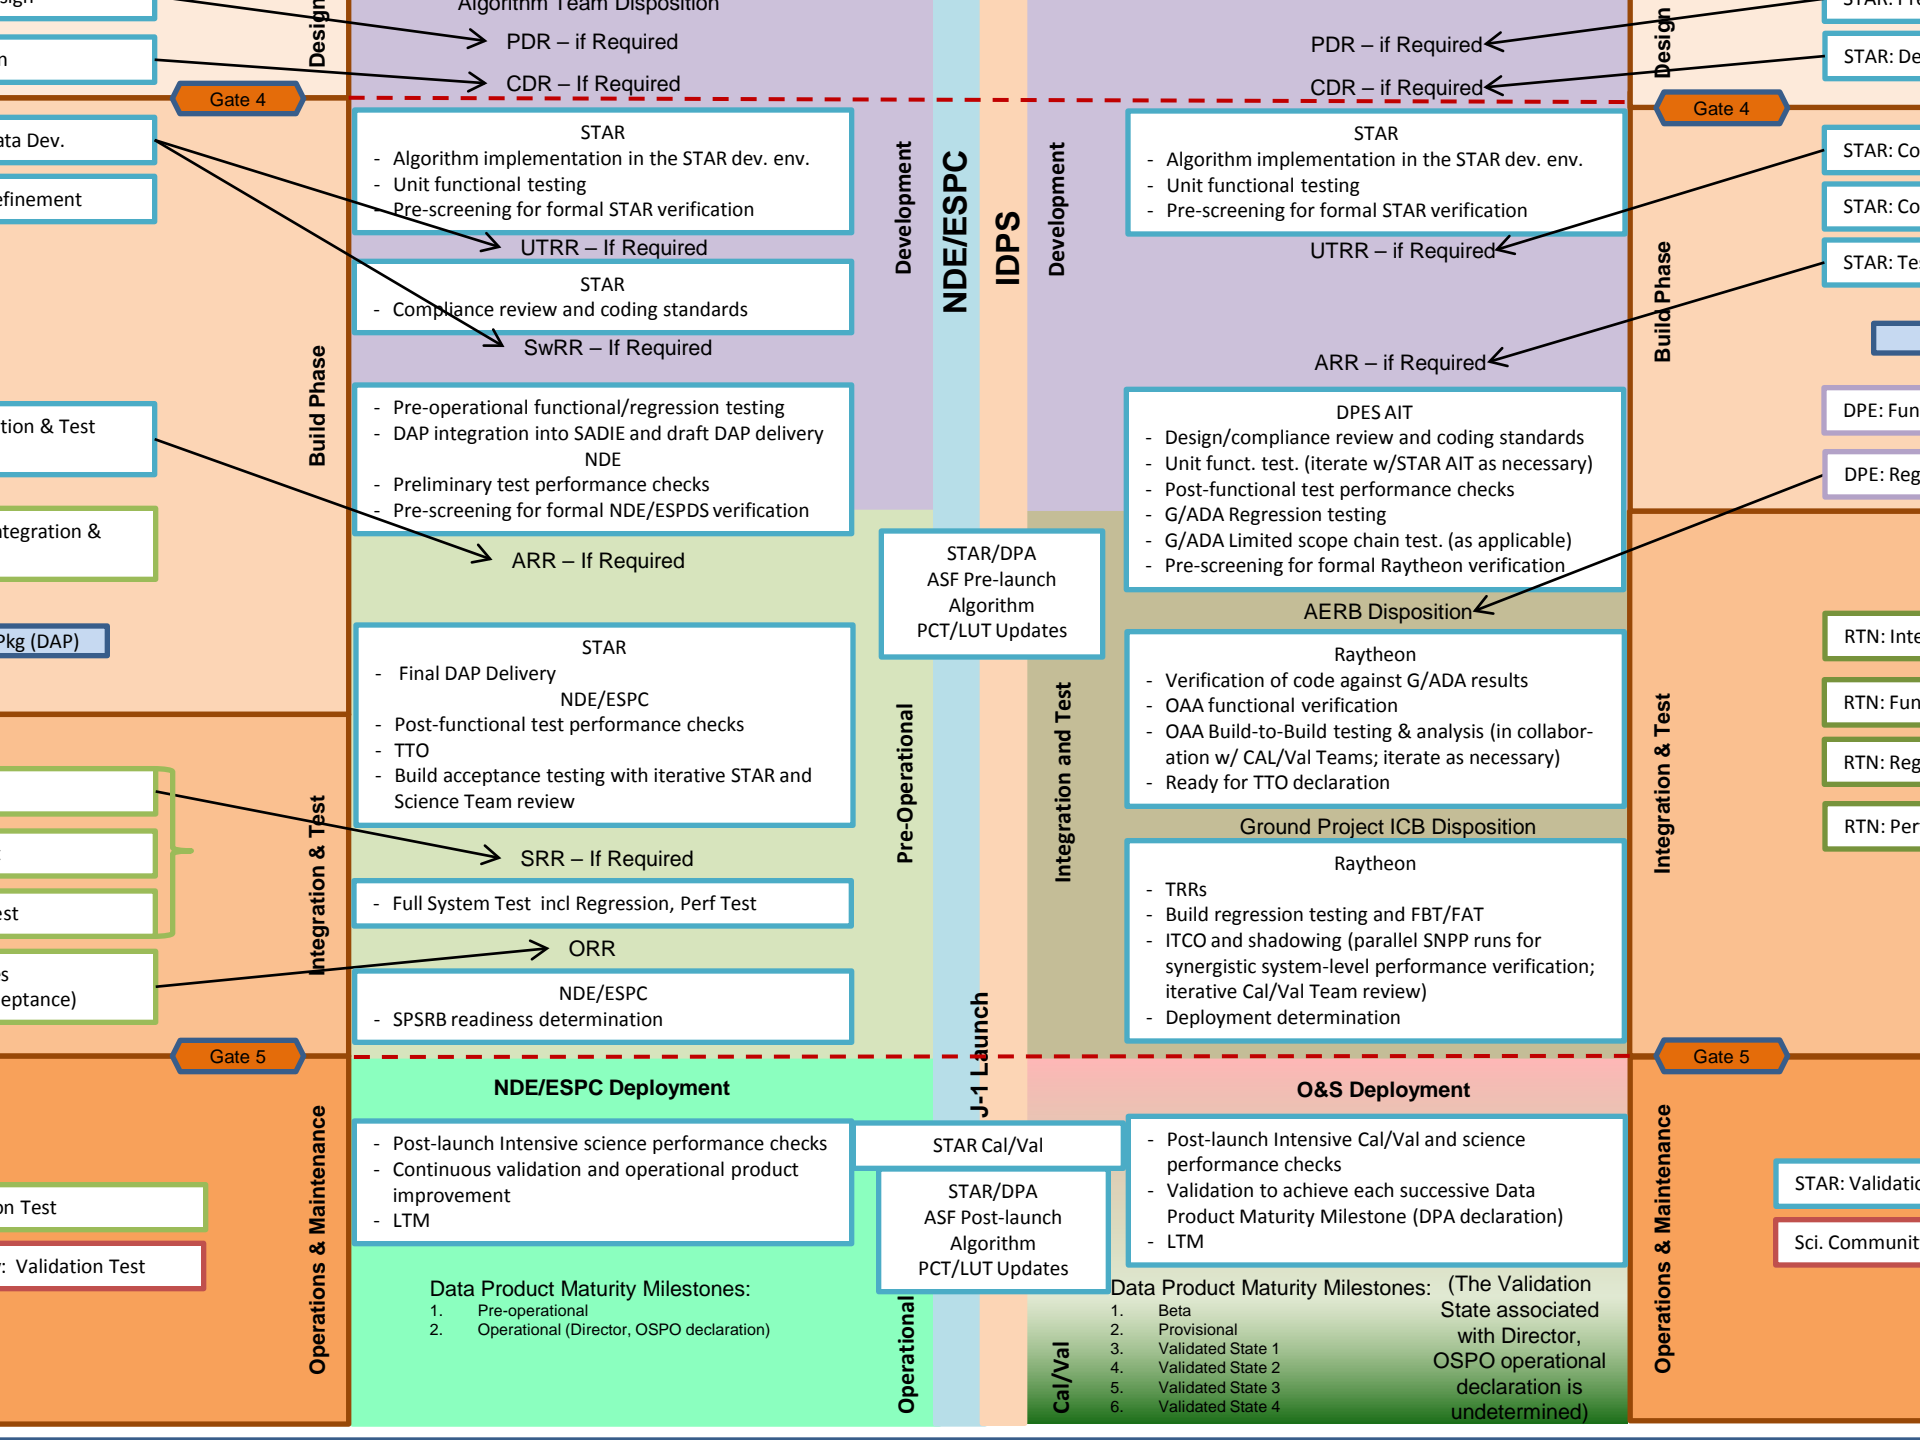 Design
PDR – if Required
CDR – If Required
Gate 4
ata Dev.
efinement
tion & Test
ntegration &
Pkg (DAP)
est
es
eptance)
Gate 5
on Test
: Validation Test
Build Phase
Integration & Test
Operations & Maintenance
Algorithm Team Disposition
STAR
- Algorithm implementation in the STAR dev. env.
- Unit functional testing
- Pre-screening for formal STAR verification
UTRR – If Required
STAR
- Compliance review and coding standards
SwRR – If Required
- Pre-operational functional/regression testing
- DAP integration into SADIE and draft DAP delivery
NDE
- Preliminary test performance checks
- Pre-screening for formal NDE/ESPDS verification
ARR – If Required
STAR
- Final DAP Delivery
NDE/ESPC
- Post-functional test performance checks
- TTO
- Build acceptance testing with iterative STAR and
Science Team review
SRR – If Required
- Full System Test incl Regression, Perf Test
ORR
NDE/ESPC
- SPSRB readiness determination
NDE/ESPC Deployment
- Post-launch Intensive science performance checks
- Continuous validation and operational product
improvement
- LTM
Data Product Maturity Milestones:
1. Pre-operational
2. Operational (Director, OSPO declaration)
Development
Pre-Operational
Operational
NDE/ESPC
IDPS
J-1 Launch
STAR/DPA
ASF Pre-launch
Algorithm
PCT/LUT Updates
STAR Cal/Val
STAR/DPA
ASF Post-launch
Algorithm
PCT/LUT Updates
Development
Integration and Test
Cal/Val
PDR – if Required
CDR – if Required
STAR
- Algorithm implementation in the STAR dev. env.
- Unit functional testing
- Pre-screening for formal STAR verification
UTRR – if Required
ARR – if Required
DPES AIT
- Design/compliance review and coding standards
- Unit funct. test. (iterate w/STAR AIT as necessary)
- Post-functional test performance checks
- G/ADA Regression testing
- G/ADA Limited scope chain test. (as applicable)
- Pre-screening for formal Raytheon verification
AERB Disposition
Raytheon
- Verification of code against G/ADA results
- OAA functional verification
- OAA Build-to-Build testing & analysis (in collabor-
ation w/ CAL/Val Teams; iterate as necessary)
- Ready for TTO declaration
Ground Project ICB Disposition
Raytheon
- TRRs
- Build regression testing and FBT/FAT
- ITCO and shadowing (parallel SNPP runs for
synergistic system-level performance verification;
iterative Cal/Val Team review)
- Deployment determination
O&S Deployment
- Post-launch Intensive Cal/Val and science
performance checks
- Validation to achieve each successive Data
Product Maturity Milestone (DPA declaration)
- LTM
Data Product Maturity Milestones:
1. Beta
2. Provisional
3. Validated State 1
4. Validated State 2
5. Validated State 3
6. Validated State 4
(The Validation
State associated
with Director,
OSPO operational
declaration is
undetermined)
Design
Gate 4
Build Phase
Integration & Test
Gate 5
Operations & Maintenance
STAR: De
STAR: Co
STAR: Co
STAR: Tes
DPE: Fun
DPE: Reg
RTN: Inte
RTN: Fun
RTN: Reg
RTN: Per
STAR: Validatio
Sci. Communit